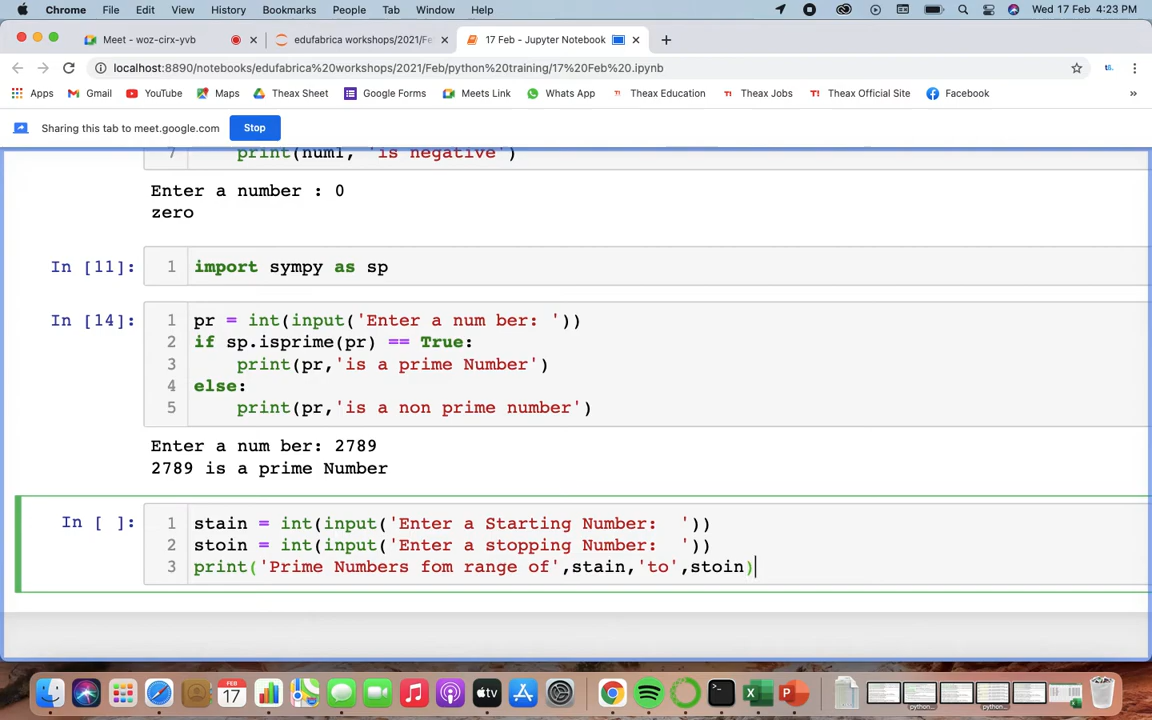 Chrome File Edit View History Bookmarks People Tab Window Help Wed 17 Feb 4:23 PM
Meet - woz-cirx-yvb edufabrica workshops/2021/Fe 17 Feb - Jupyter Notebook
localhost:8890/notebooks/edufabrica%20workshops/2021/Feb/python%20training/17%20Feb%20.ipynb
Apps Gmail YouTube Maps Theax Sheet Google Forms Meets Link Whats App Theax Education Theax Jobs Theax Official Site Facebook »
Sharing this tab to meet.google.com Stop
7 print(num1, 'is negative')
Enter a number : 0
zero
In [11]: 1 import sympy as sp
In [14]: 1 pr = int(input('Enter a num ber: '))
2 if sp.isprime(pr) == True:
3 print(pr,'is a prime Number')
4 else:
5 print(pr,'is a non prime number')
Enter a num ber: 2789
2789 is a prime Number
In [ ]: 1 stain = int(input('Enter a Starting Number:  '))
2 stoin = int(input('Enter a stopping Number:  '))
3 print('Prime Numbers fom range of',stain,'to',stoin)
FEB
17
tv
python...
python...